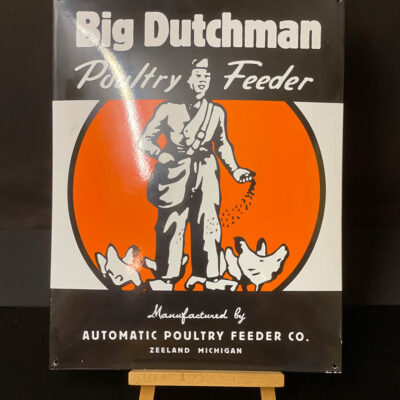 Big Dutchman
Poultry Feeder
Manufactured by
AUTOMATIC POULTRY FEEDER CO.
ZEELAND MICHIGAN